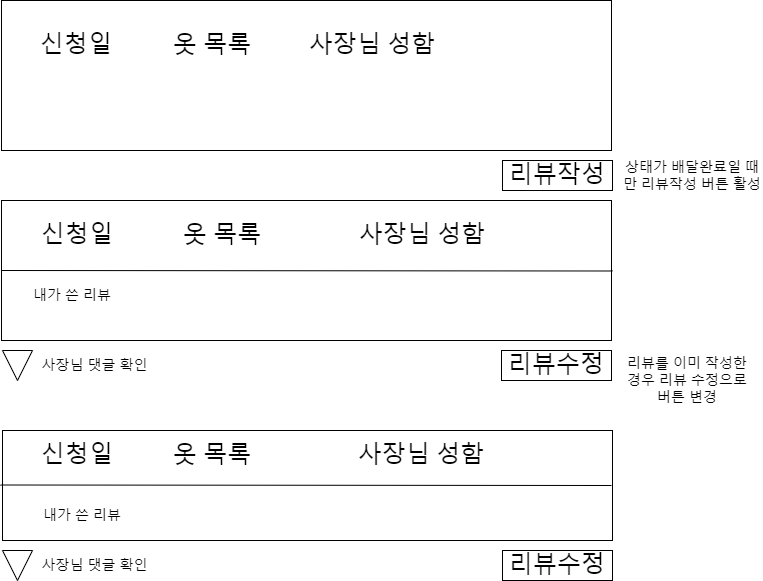 신청일 옷 목록 사장님 성함
리뷰작성
상태가 배달완료일 때
만 리뷰작성 버튼 활성
신청일 옷 목록 사장님 성함
내가 쓴 리뷰
사장님 댓글 확인
리뷰수정
리뷰를 이미 작성한
경우 리뷰 수정으로
버튼 변경
신청일 옷 목록 사장님 성함
내가 쓴 리뷰
사장님 댓글 확인
리뷰수정